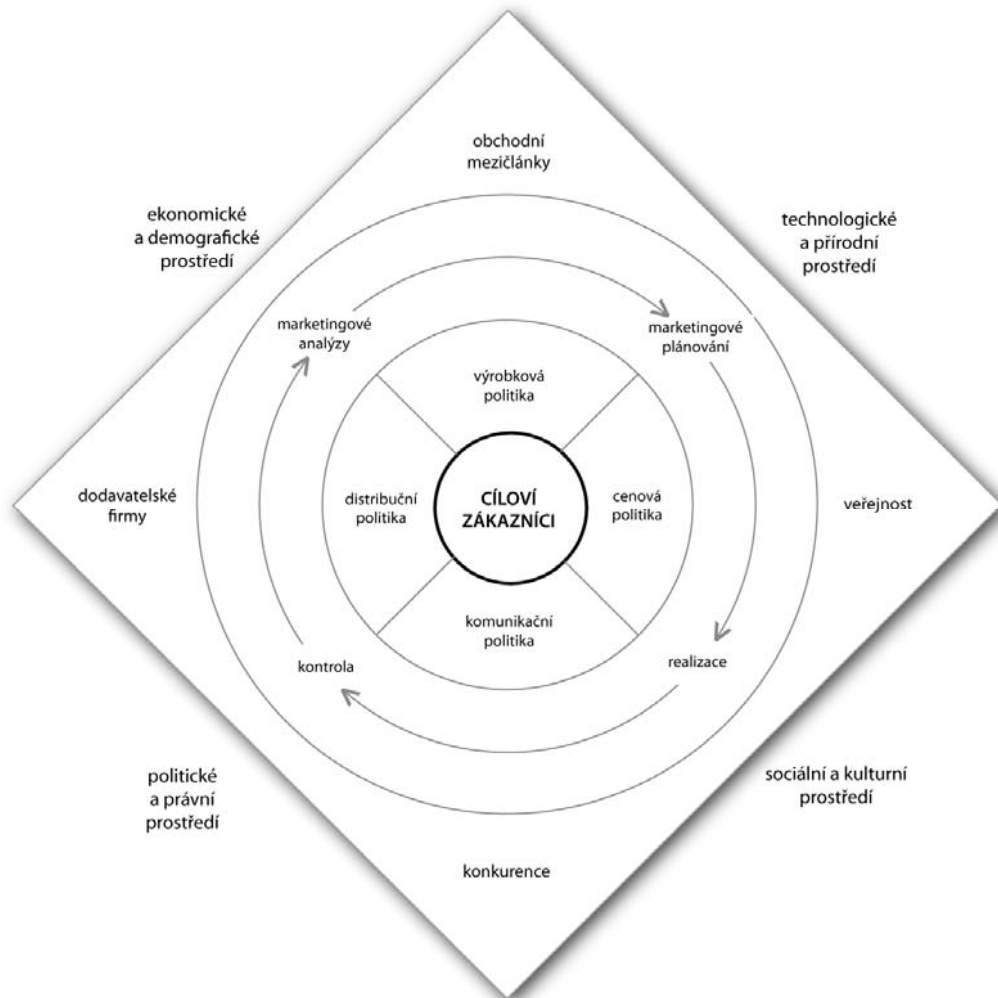 obchodní
mezičlánky
ekonomické
a demografické
prostředí
technologické
a přírodní
prostředí
marketingové
analýzy
marketingové
plánování
výrobková
politika
dodavatelské
firmy
distribuční
politika
CÍLOVÍ
ZÁKAZNÍCI
cenová
politika
veřejnost
komunikační
politika
kontrola
realizace
politické
a právní
prostředí
sociální a kulturní
prostředí
konkurence